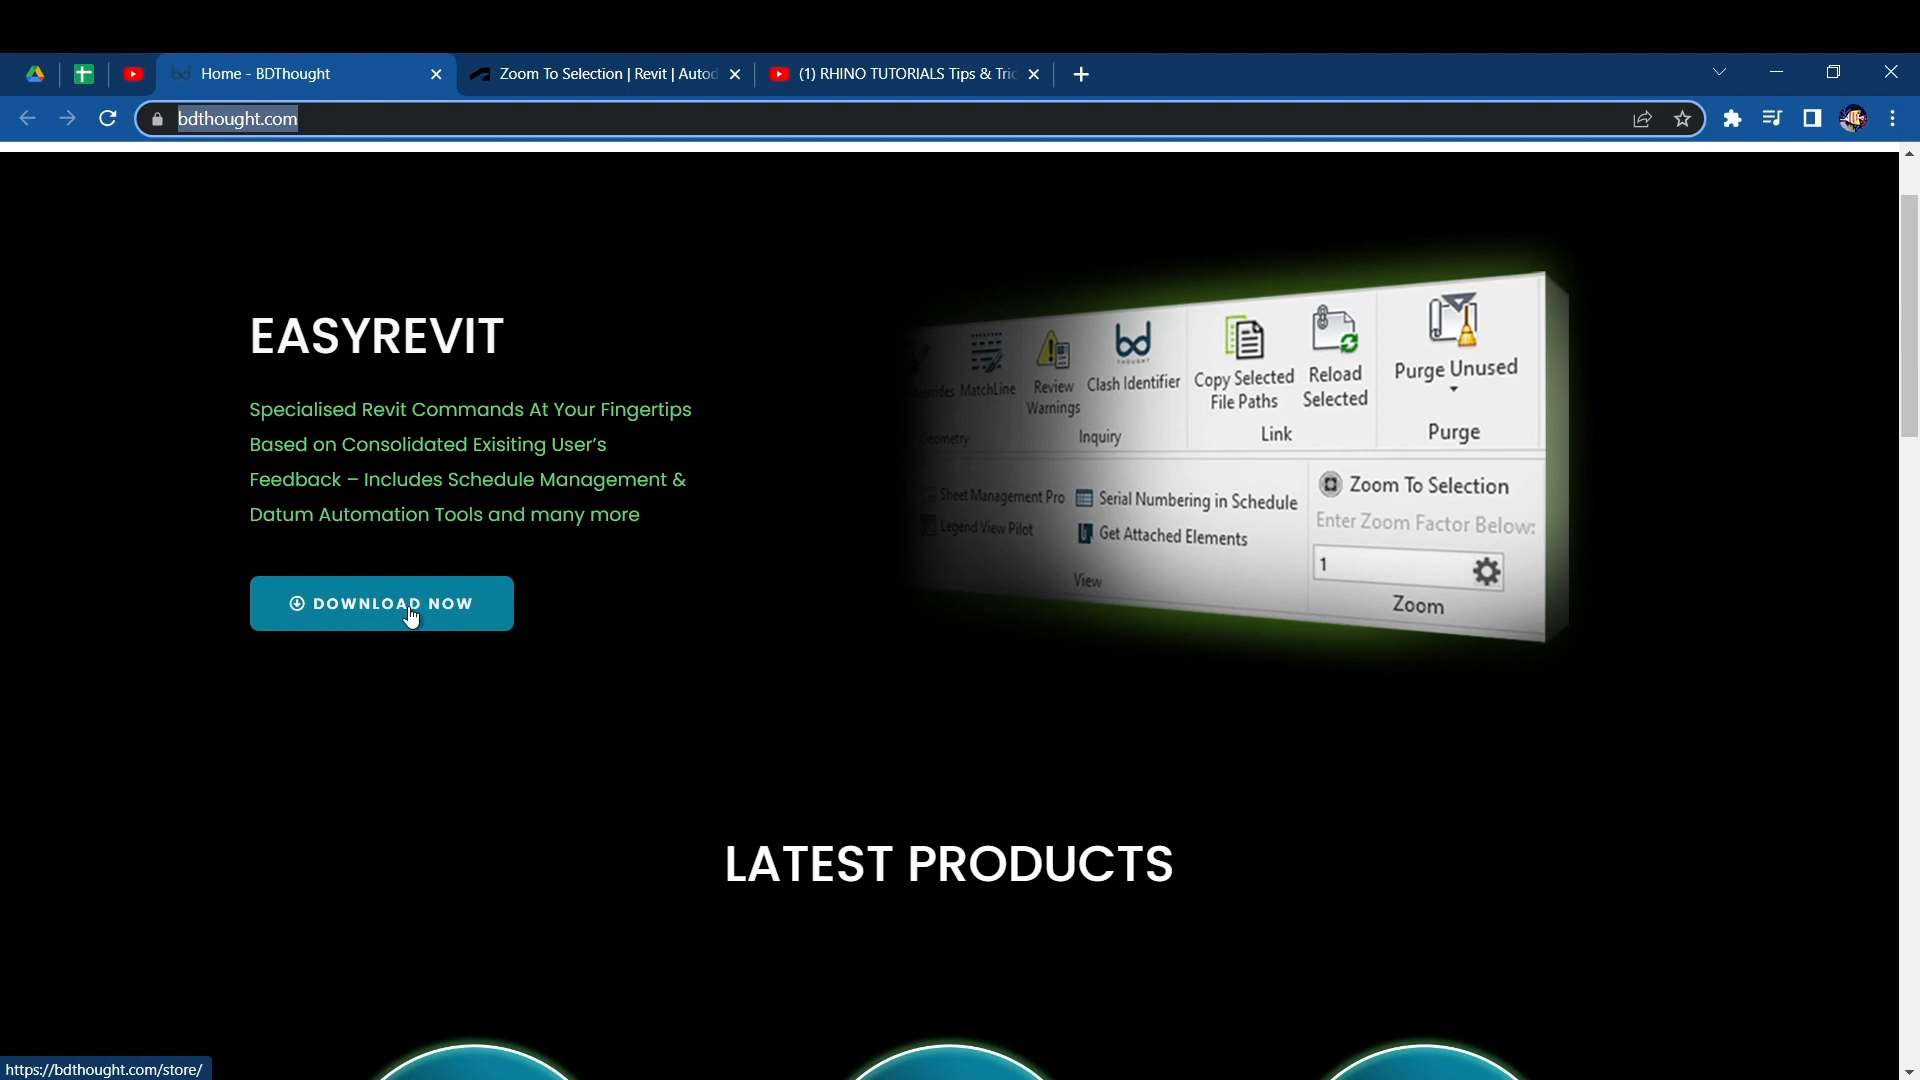 Home - BDThought
Zoom To Selection | Revit | Autod
(1) RHINO TUTORIALS Tips & Tric
bdthought.com
EASYREVIT
Specialised Revit Commands At Your Fingertips
Based on Consolidated Exisiting User's
Feedback – Includes Schedule Management &
Datum Automation Tools and many more
DOWNLOAD NOW
MatchLine
Review
Warnings
Clash Identifier
Copy Selected
File Paths
Reload
Selected
Purge Unused
Geometry
Inquiry
Link
Purge
bd
THOUGHT
Sheet Management Pro
Serial Numbering in Schedule
Legend View Pilot
Get Attached Elements
View
Zoom To Selection
Enter Zoom Factor Below:
1
Zoom
LATEST PRODUCTS
https://bdthought.com/store/